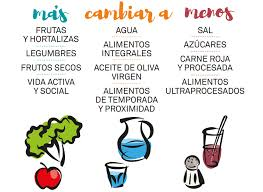 más cambiar a menos
FRUTAS
Y HORTALIZAS
LEGUMBRES
FRUTOS SECOS
VIDA ACTIVA
Y SOCIAL
AGUA
ALIMENTOS
INTEGRALES
ACEITE DE OLIVA
VIRGEN
ALIMENTOS
DE TEMPORADA
Y PROXIMIDAD
SAL
AZÚCARES
CARNE ROJA
Y PROCESADA
ALIMENTOS
ULTRAPROCESADOS